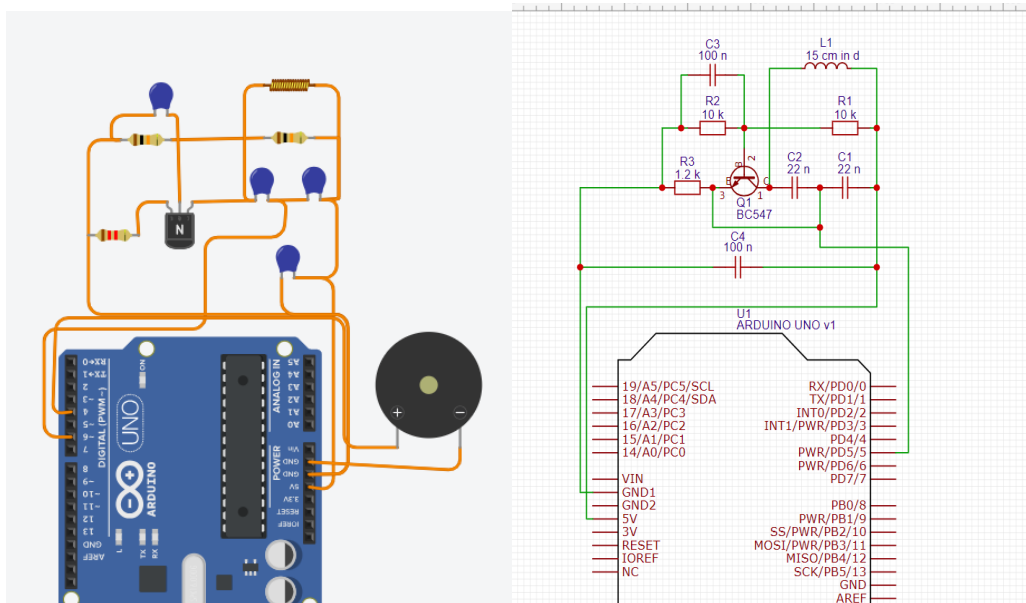 N
ON
RX←0
TX→1
2
~3
4
~5
~6
7
8
~9
~10
~11
12
13
GND
AREF
DIGITAL (PWM~)
UNO
ARDUINO
L
TX
RX
ANALOG IN
A5
A4
A3
A2
A1
A0
POWER
Vin
GND
GND
5V
3.3V
RESET
IOREF
+
−
C3
100 n
L1
15 cm in d
R2
10 k
R1
10 k
R3
1.2 k
B
2
E
C
3
1
Q1
BC547
C2
22 n
C1
22 n
C4
100 n
U1
ARDUINO UNO v1
19/A5/PC5/SCL
18/A4/PC4/SDA
17/A3/PC3
16/A2/PC2
15/A1/PC1
14/A0/PC0
VIN
GND1
GND2
5V
3V
RESET
IOREF
NC
RX/PD0/0
TX/PD1/1
INT0/PD2/2
INT1/PWR/PD3/3
PD4/4
PWR/PD5/5
PWR/PD6/6
PD7/7
PB0/8
PWR/PB1/9
SS/PWR/PB2/10
MOSI/PWR/PB3/11
MISO/PB4/12
SCK/PB5/13
GND
AREF